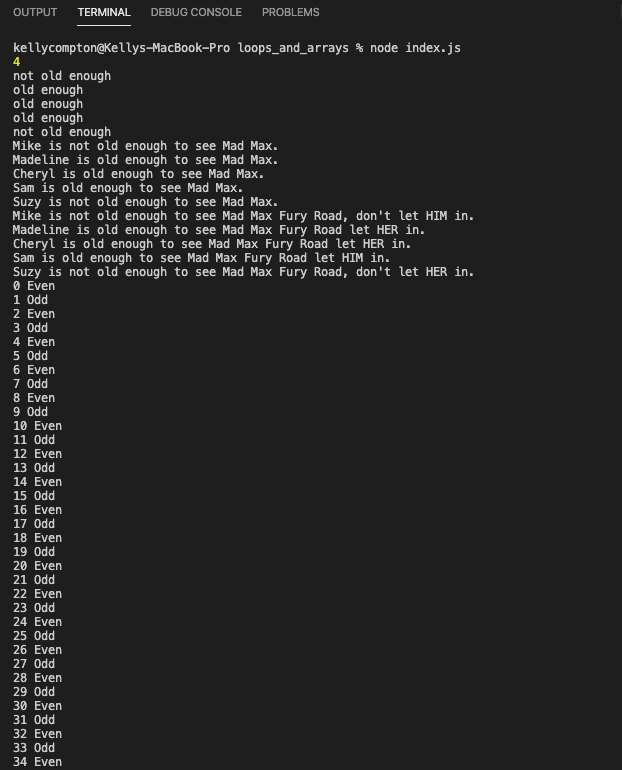 OUTPUT TERMINAL DEBUG CONSOLE PROBLEMS
kellycompton@Kellys-MacBook-Pro loops_and_arrays % node index.js
4
not old enough
old enough
old enough
old enough
not old enough
Mike is not old enough to see Mad Max.
Madeline is old enough to see Mad Max.
Cheryl is old enough to see Mad Max.
Sam is old enough to see Mad Max.
Suzy is not old enough to see Mad Max.
Mike is not old enough to see Mad Max Fury Road, don't let HIM in.
Madeline is old enough to see Mad Max Fury Road let HER in.
Cheryl is old enough to see Mad Max Fury Road let HER in.
Sam is old enough to see Mad Max Fury Road let HIM in.
Suzy is not old enough to see Mad Max Fury Road, don't let HER in.
0 Even
1 Odd
2 Even
3 Odd
4 Even
5 Odd
6 Even
7 Odd
8 Even
9 Odd
10 Even
11 Odd
12 Even
13 Odd
14 Even
15 Odd
16 Even
17 Odd
18 Even
19 Odd
20 Even
21 Odd
22 Even
23 Odd
24 Even
25 Odd
26 Even
27 Odd
28 Even
29 Odd
30 Even
31 Odd
32 Even
33 Odd
34 Even